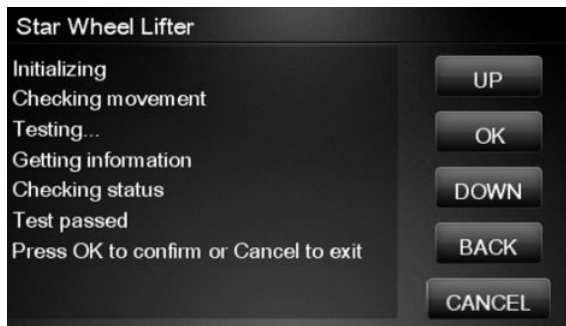 Star Wheel Lifter
Initializing
Checking movement
Testing...
Getting information
Checking status
Test passed
Press OK to confirm or Cancel to exit
UP
OK
DOWN
BACK
CANCEL